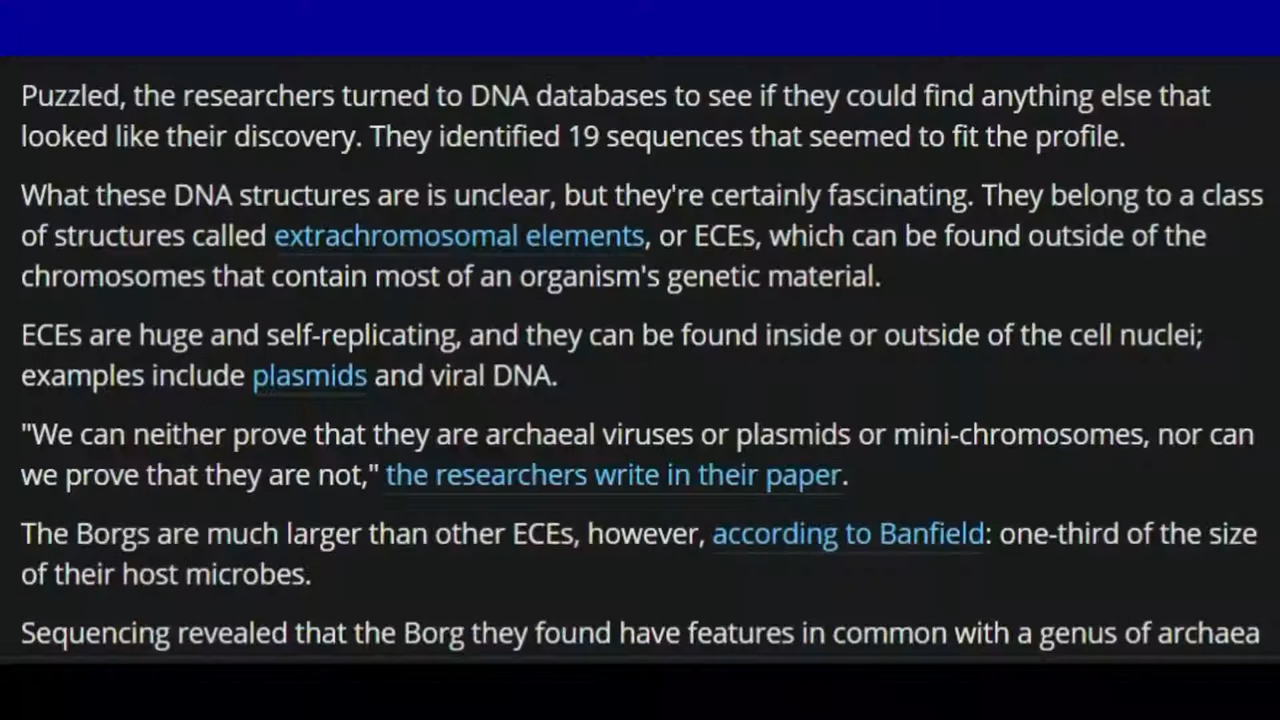 Puzzled, the researchers turned to DNA databases to see if they could find anything else that
looked like their discovery. They identified 19 sequences that seemed to fit the profile.
What these DNA structures are is unclear, but they're certainly fascinating. They belong to a class
of structures called extrachromosomal elements, or ECEs, which can be found outside of the
chromosomes that contain most of an organism's genetic material.
ECEs are huge and self-replicating, and they can be found inside or outside of the cell nuclei;
examples include plasmids and viral DNA.
"We can neither prove that they are archaeal viruses or plasmids or mini-chromosomes, nor can
we prove that they are not," the researchers write in their paper.
The Borgs are much larger than other ECEs, however, according to Banfield: one-third of the size
of their host microbes.
Sequencing revealed that the Borg they found have features in common with a genus of archaea